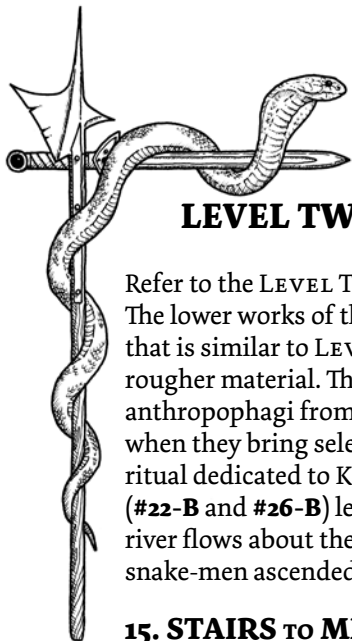 LEVEL TW
Refer to the LEVEL T
The lower works of th
that is similar to LEV
rougher material. Th
anthropophagi from
when they bring sele
ritual dedicated to K
(#22-B and #26-B) le
river flows about the
snake-men ascended
15. STAIRS TO M